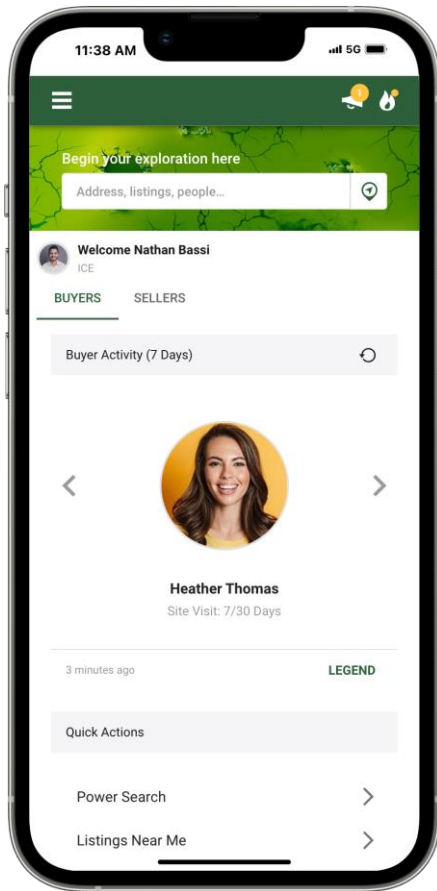 11:38 AM
5G
1
Begin your exploration here
Address, listings, people...
Welcome Nathan Bassi
ICE
BUYERS SELLERS
Buyer Activity (7 Days)
Heather Thomas
Site Visit: 7/30 Days
3 minutes ago LEGEND
Quick Actions
Power Search
Listings Near Me